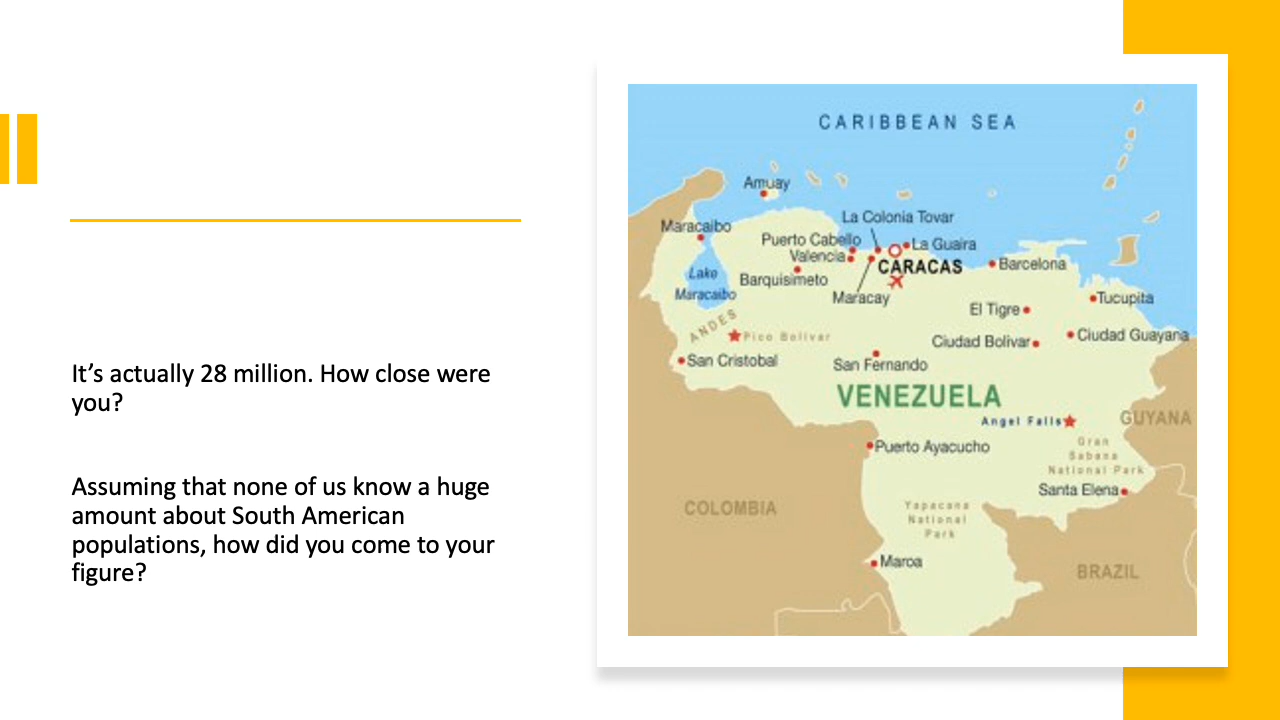 It’s actually 28 million. How close were
you?
Assuming that none of us know a huge
amount about South American
populations, how did you come to your
figure?
CARIBBEAN SEA
Amuay
La Colonia Tovar
Maracaibo
Puerto Cabello
La Guaira
Valencia
CARACAS
Barcelona
Lake
Maracaibo
Barquisimeto
Maracay
Tucupita
El Tigre
ANDES
Pico Bolivar
Ciudad Guayana
Ciudad Bolivar
San Cristobal
San Fernando
VENEZUELA
Angel Falls
GUYANA
Puerto Ayacucho
Gran
Sabana
National Park
Santa Elena
COLOMBIA
Yapacana
National
Park
Maroa
BRAZIL